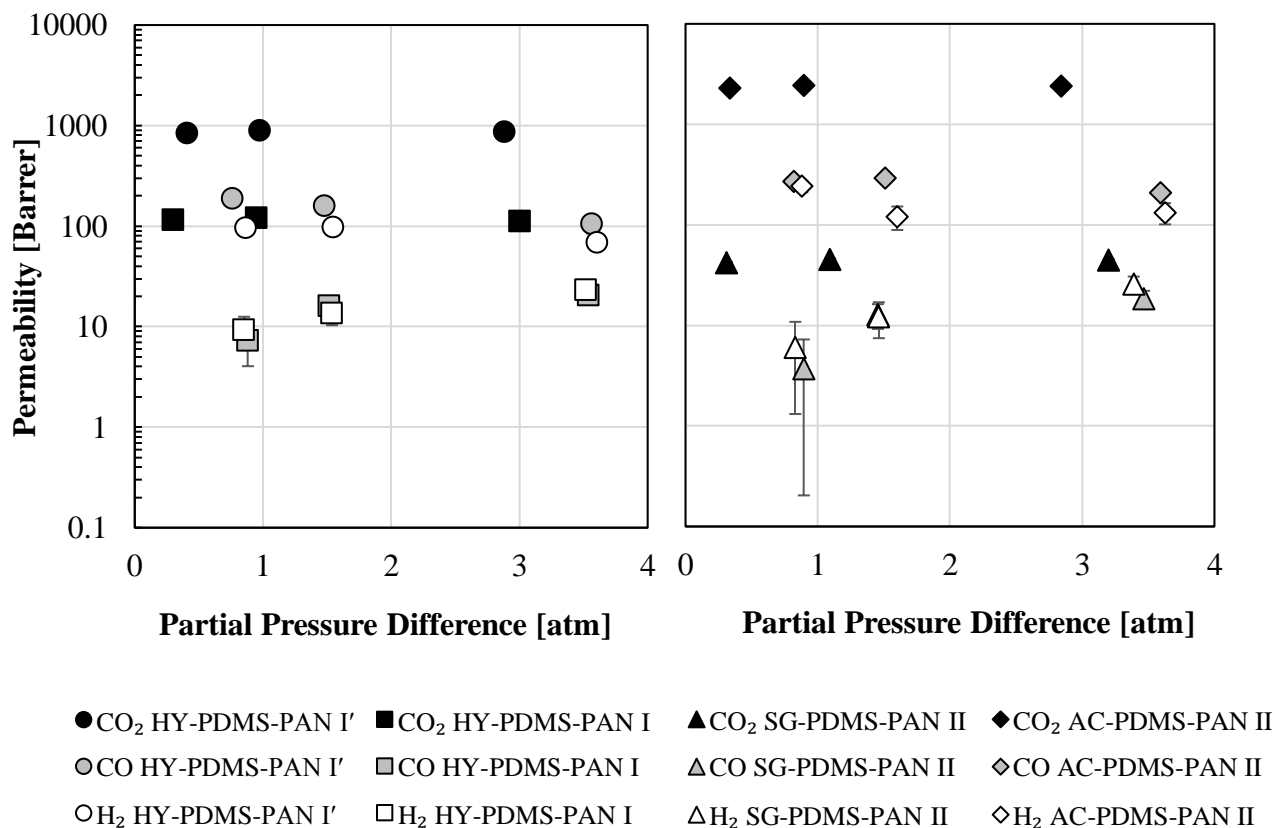 10000
1000
100
10
1
0.1
Permeability [Barrer]
0 1 2 3 4
0 1 2 3 4
Partial Pressure Difference [atm]
Partial Pressure Difference [atm]
CO₂ HY-PDMS-PAN I′ CO₂ HY-PDMS-PAN I CO₂ SG-PDMS-PAN II CO₂ AC-PDMS-PAN II
CO HY-PDMS-PAN I′ CO HY-PDMS-PAN I CO SG-PDMS-PAN II CO AC-PDMS-PAN II
H₂ HY-PDMS-PAN I′ H₂ HY-PDMS-PAN I H₂ SG-PDMS-PAN II H₂ AC-PDMS-PAN II